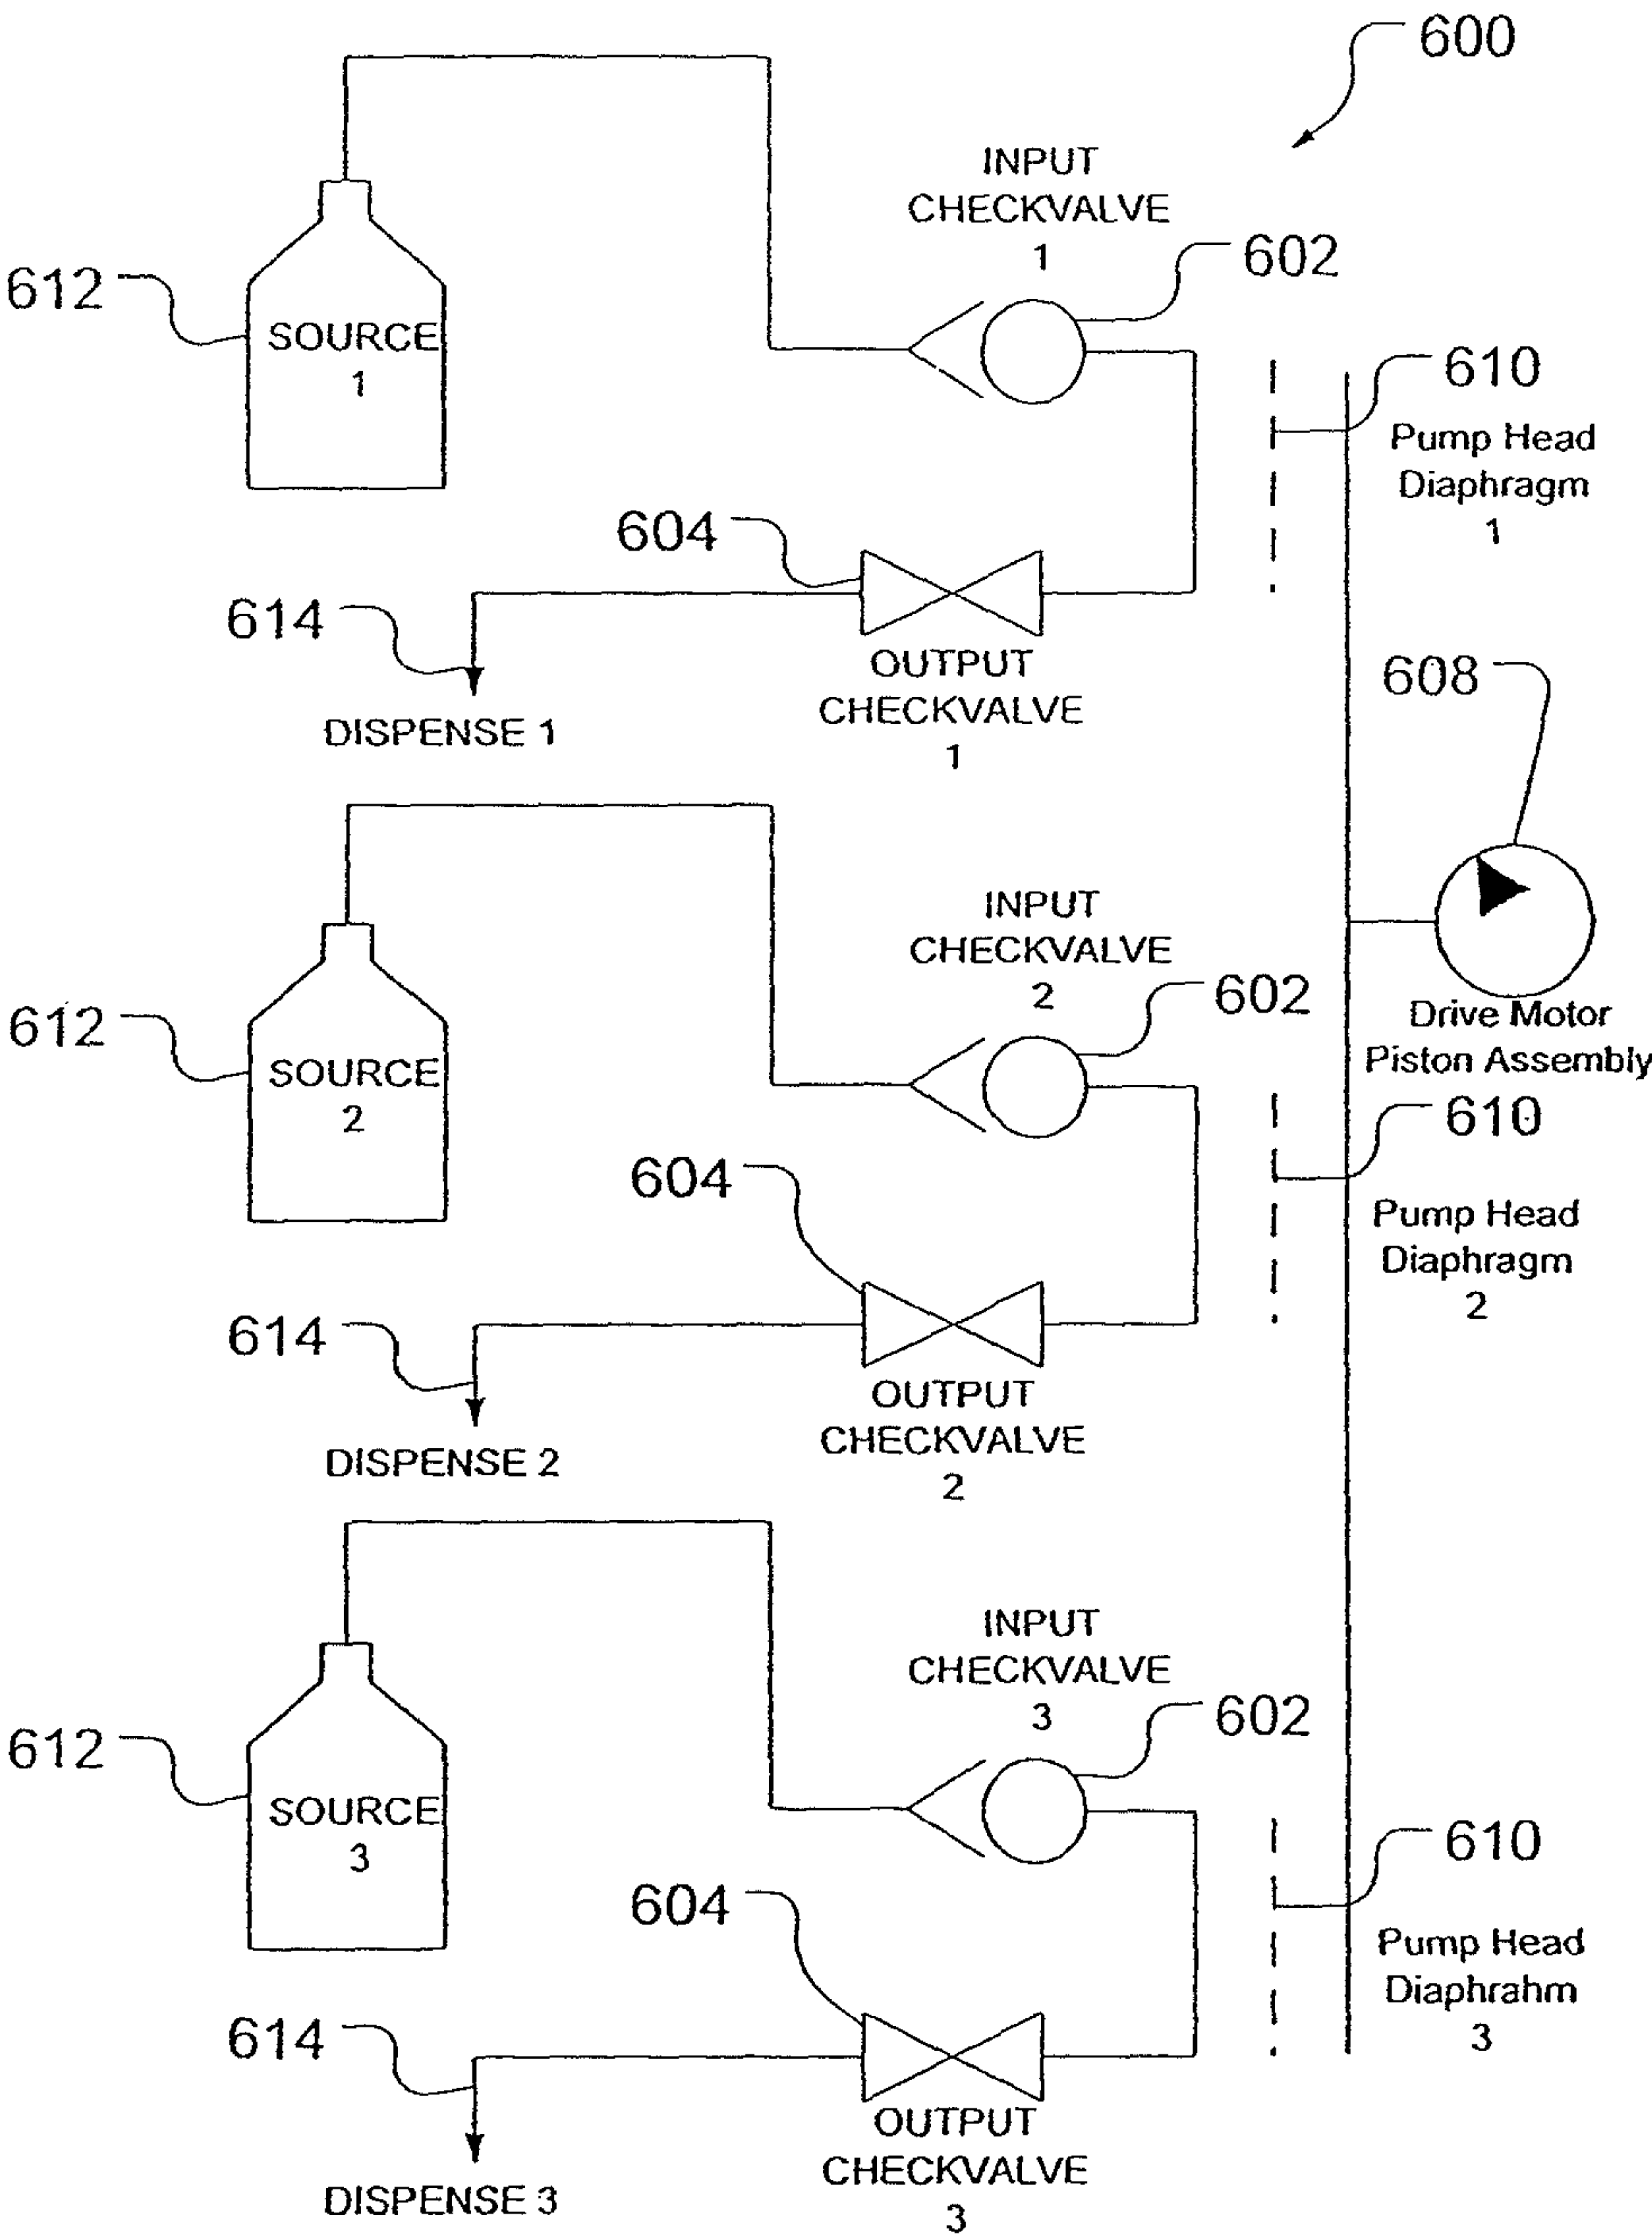 600
INPUT
CHECKVALVE
1
602
612
SOURCE
1
610
Pump Head
Diaphragm
1
604
614
OUTPUT
CHECKVALVE
1
DISPENSE 1
608
INPUT
CHECKVALVE
2
602
612
SOURCE
2
Drive Motor
Piston Assembly
610
604
Pump Head
Diaphragm
2
614
OUTPUT
CHECKVALVE
2
DISPENSE 2
INPUT
CHECKVALVE
3
602
612
SOURCE
3
610
604
Pump Head
Diaphrahm
3
614
OUTPUT
CHECKVALVE
3
DISPENSE 3